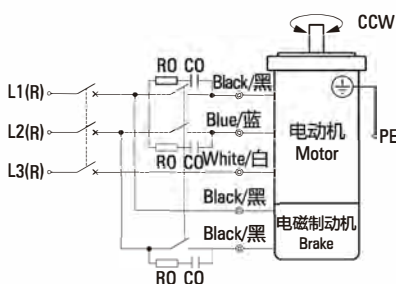 CCW
RO CO
L1(R)
Black/黑
L2(R)
Blue/蓝
电动机
Motor
PE
RO CO
White/白
L3(R)
Black/黑
Black/黑
电磁制动机
Brake
RO CO